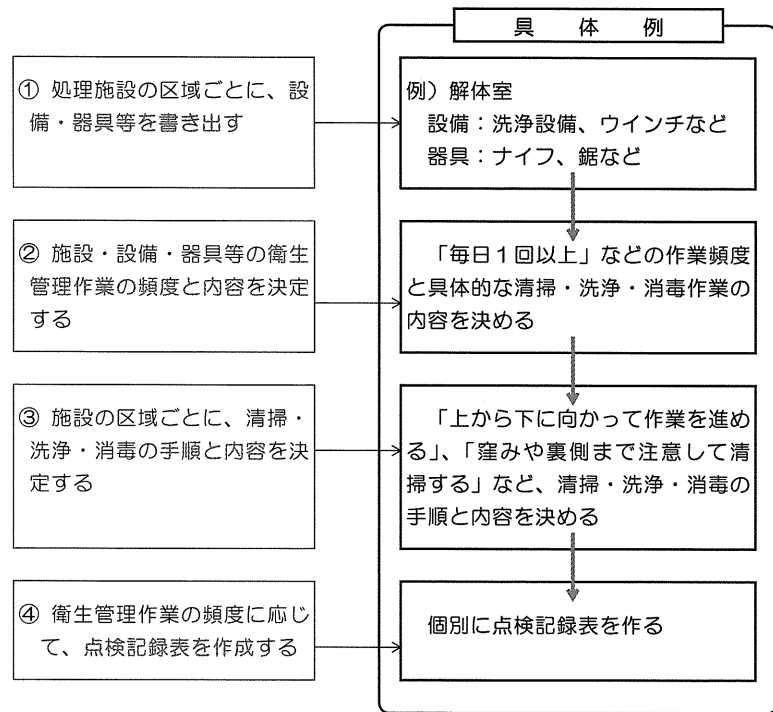 具体例
① 処理施設の区域ごとに、設
備・器具等を書き出す
例）解体室
設備：洗浄設備、ウインチなど
器具：ナイフ、鋸など
② 施設・設備・器具等の衛生
管理作業の頻度と内容を決定
する
「毎日１回以上」などの作業頻度
と具体的な清掃・洗浄・消毒作業の
内容を決める
③ 施設の区域ごとに、清掃・
洗浄・消毒の手順と内容を決
定する
「上から下に向かって作業を進め
る」、「窪みや裏側まで注意して清
掃する」など、清掃・洗浄・消毒の
手順と内容を決める
④ 衛生管理作業の頻度に応じ
て、点検記録表を作成する
個別に点検記録表を作る